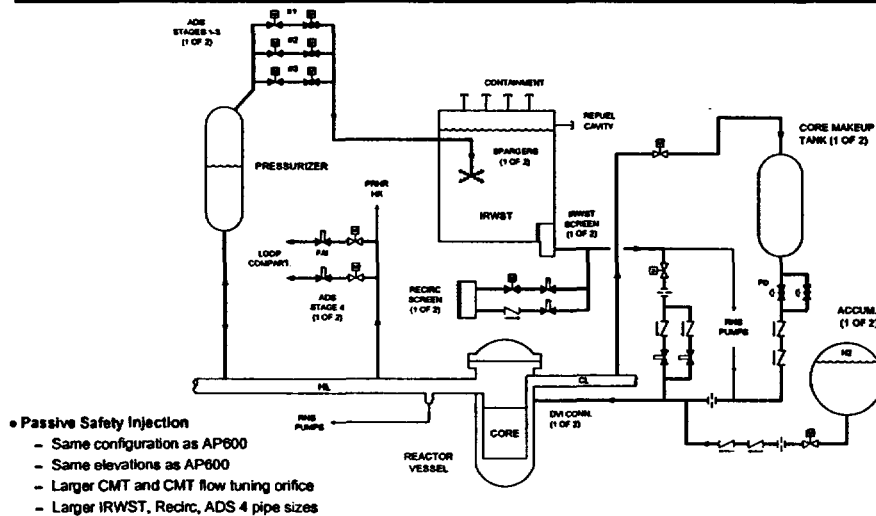 ADS
STAGES 1-3
(1 OF 2)
#1
#2
#3
CONTAINMENT
REFUEL
CAVITY
SPARGERS
(1 OF 2)
IRWST
IRWST
SCREEN
(1 OF 2)
CORE MAKEUP
TANK (1 OF 2)
PRESSURIZER
PRHR
HX
LOOP
COMPART.
FAI
ADS
STAGE 4
(1 OF 2)
RECIRC
SCREEN
(1 OF 2)
RNS
PUMPS
FO
ACCUM.
(1 OF 2)
N2
HL
CL
DVI CONN.
(1 OF 2)
RNS
PUMPS
CORE
REACTOR
VESSEL
• Passive Safety Injection
– Same configuration as AP600
– Same elevations as AP600
– Larger CMT and CMT flow tuning orifice
– Larger IRWST, Recirc, ADS 4 pipe sizes